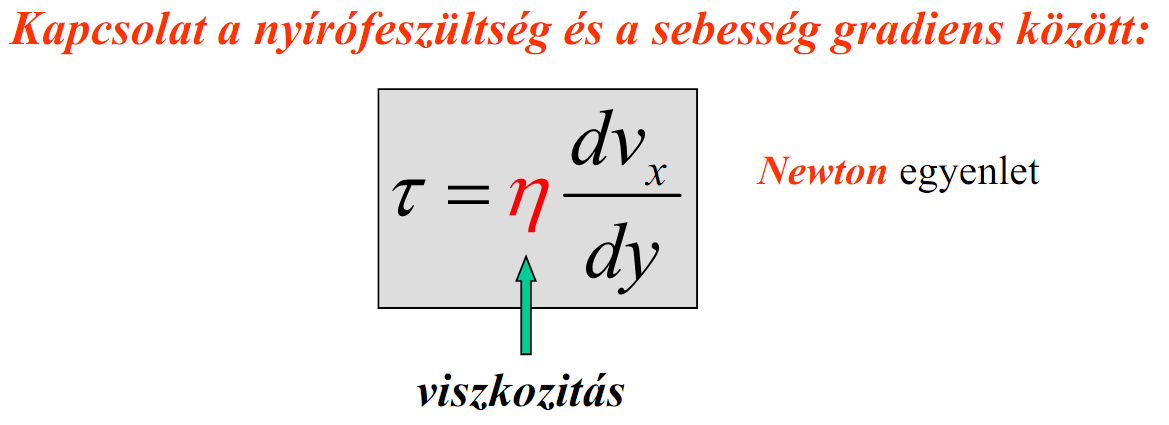 Kapcsolat a nyírófeszültség és a sebesség gradiens között:
τ = η dv_x / dy
Newton egyenlet
viszkozitás